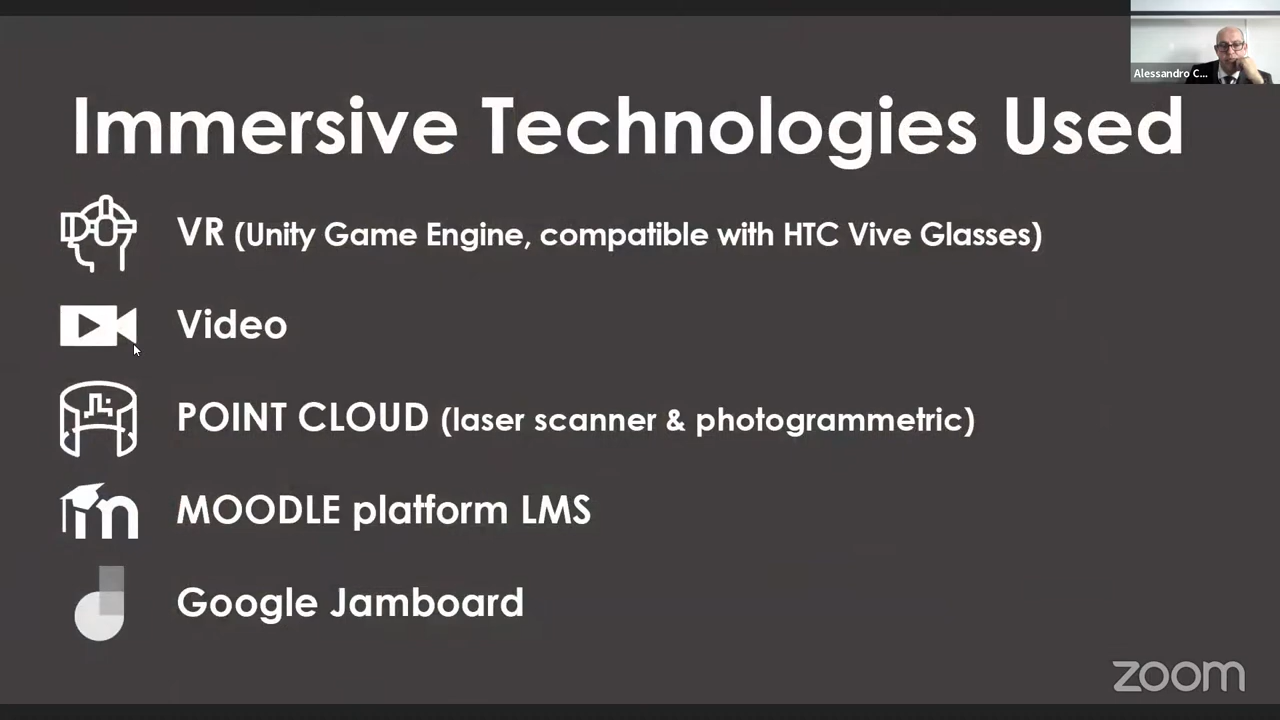 Alessandro C...
Immersive Technologies Used
VR (Unity Game Engine, compatible with HTC Vive Glasses)
Video
POINT CLOUD (laser scanner & photogrammetric)
MOODLE platform LMS
Google Jamboard
zoom